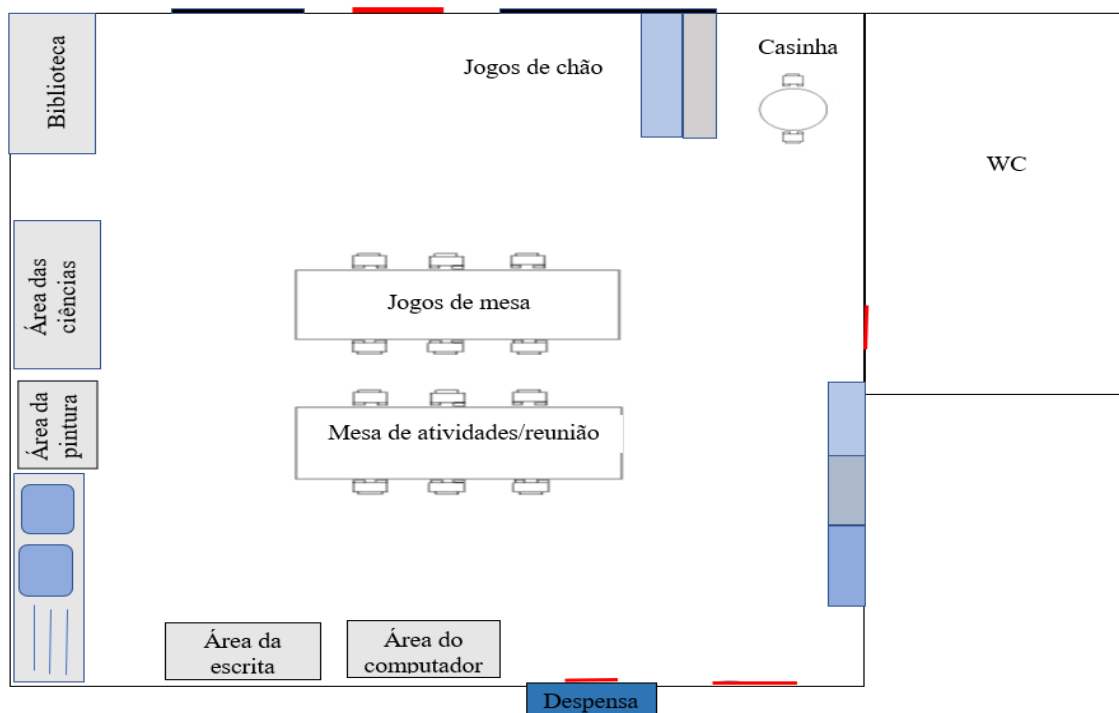 Biblioteca
Jogos de chão
Casinha
WC
Área das
ciências
Jogos de mesa
Área da
pintura
Mesa de atividades/reunião
Área da
escrita
Área do
computador
Despensa